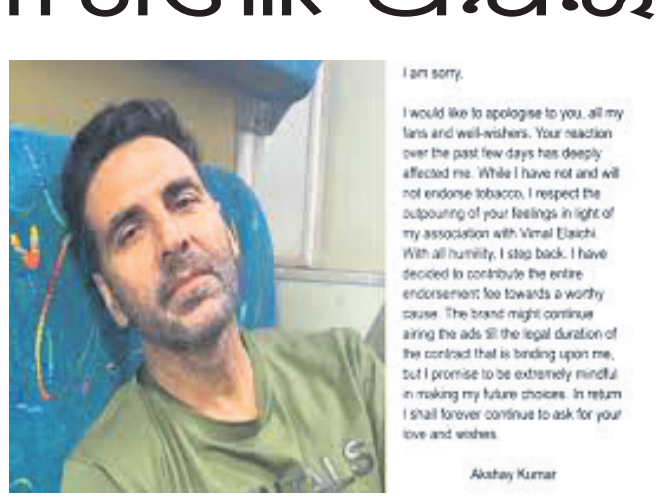 I am sorry,
I would like to apologise to you, all my
fans and well-wishers. Your reaction
over the past few days has deeply
affected me. While I have not and will
not endorse tobacco, I respect the
outpouring of your feelings in light of
my association with Vimal Elaichi.
With all humility, I step back. I have
decided to contribute the entire
endorsement fee towards a worthy
cause. The brand might continue
airing the ads till the legal duration of
the contract that is binding upon me,
but I promise to be extremely mindful
in making my future choices. In return
I shall forever continue to ask for your
love and wishes.
Akshay Kumar